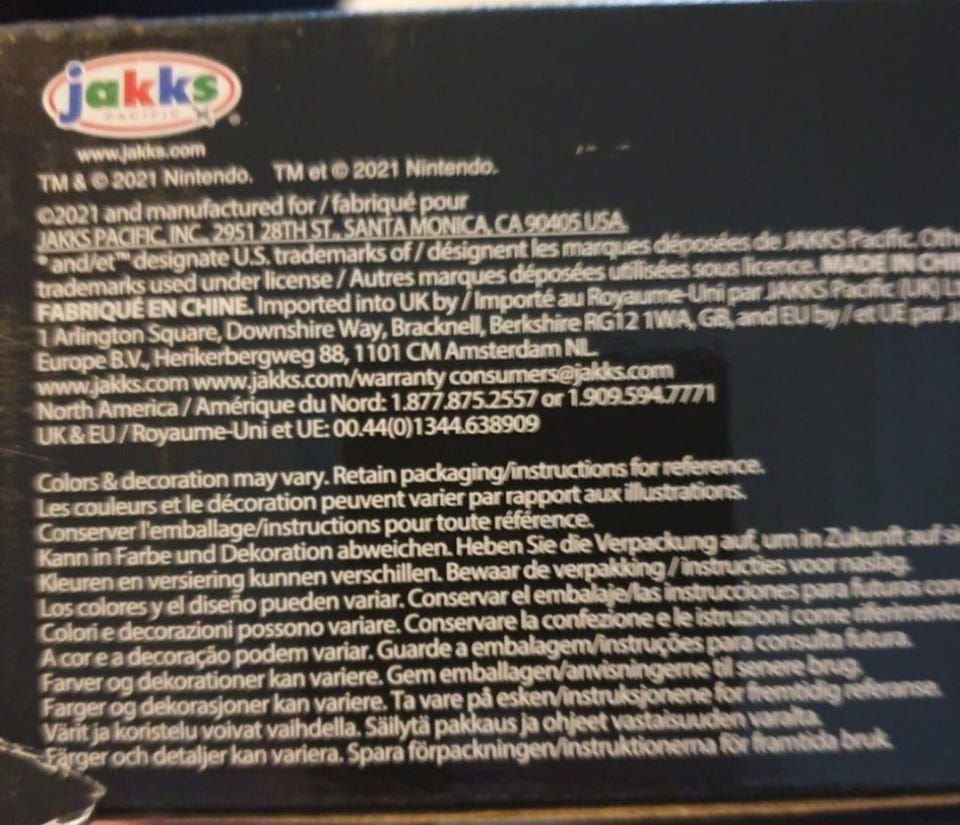 jakks
PACIFIC
®
www.jakks.com
TM & © 2021 Nintendo. TM et © 2021 Nintendo.
©2021 and manufactured for / fabriqué pour
JAKKS PACIFIC, INC., 2951 28TH ST., SANTA MONICA, CA 90405 USA.
® and/et ™ designate U.S. trademarks of / désignent les marques déposées de JAKKS Pacific.
trademarks used under license / Autres marques déposées utilisées sous licence. MADE IN
FABRIQUÉ EN CHINE. Imported into UK by / Importé au Royaume-Uni par JAKKS Pacific (UK)
1 Arlington Square, Downshire Way, Bracknell, Berkshire RG12 1WA, GB, and EU by / et UE par
Europe B.V., Herikerbergweg 88, 1101 CM Amsterdam NL.
www.jakks.com www.jakks.com/warranty consumers@jakks.com
North America / Amérique du Nord: 1.877.875.2557 or 1.909.594.7771
UK & EU / Royaume-Uni et UE: 00.44(0)1344.638909
Colors & decoration may vary. Retain packaging/instructions for reference.
Les couleurs et le décoration peuvent varier par rapport aux illustrations.
Conserver l'emballage/instructions pour toute référence.
Kann in Farbe und Dekoration abweichen. Heben Sie die Verpackung auf, um in Zukunft auf
Kleuren en versiering kunnen verschillen. Bewaar de verpakking / instructies voor naslag.
Los colores y el diseño pueden variar. Conservar el embalaje/las instrucciones para futuras
Colori e decorazioni possono variare. Conservare la confezione e le istruzioni come riferimento
A cor e a decoração podem variar. Guarde a embalagem/instruções para consulta futura.
Farver og dekorationer kan variere. Gem emballagen/anvisningerne til senere brug.
Farger og dekorasjoner kan variere. Ta vare på esken/instruksjonene for fremtidig referanse.
Värit ja koristelu voivat vaihdella. Säilytä pakkaus ja ohjeet vastaisuuden varalta.
Färger och detaljer kan variera. Spara förpackningen/instruktionerna för framtida bruk.